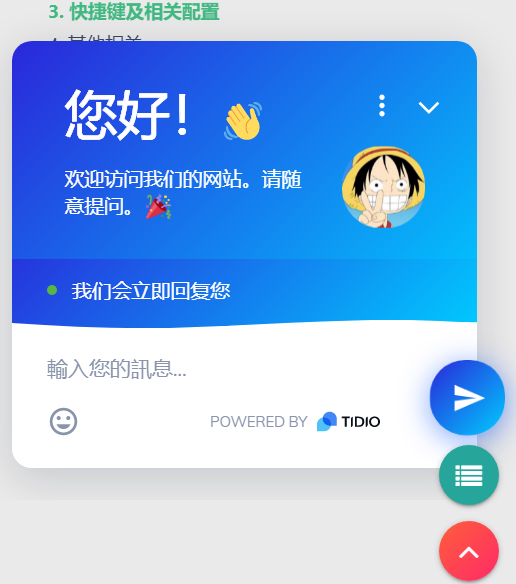 3. 快捷键及相关配置
4. 其他相关
您好！ 👋
欢迎访问我们的网站。请随
意提问。🎉
我们会立即回复您
輸入您的訊息...
POWERED BY TIDIO